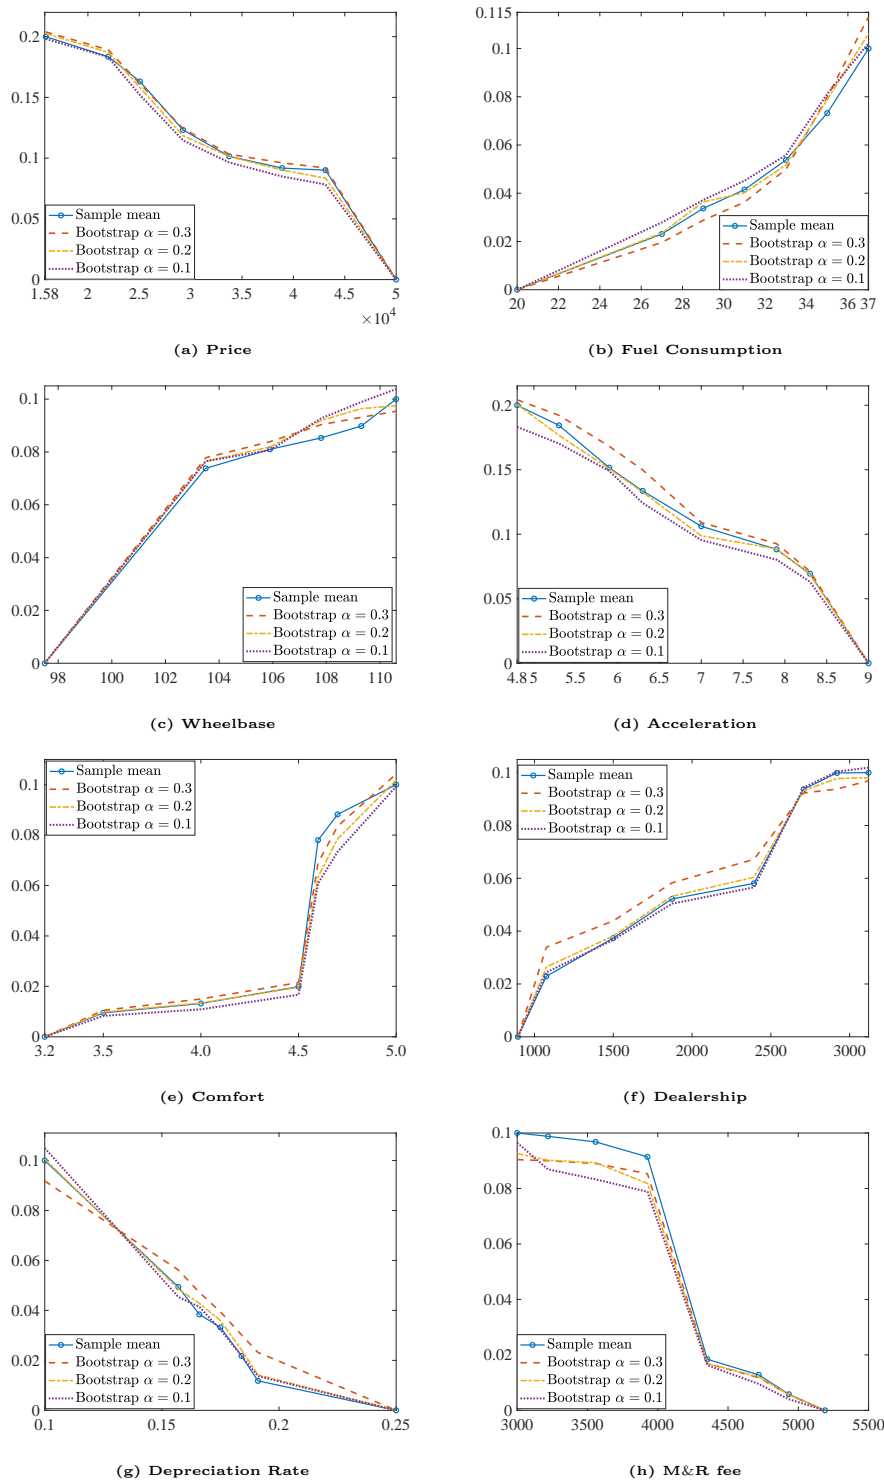 0.2
0.15
0.1
0.05
0
Sample mean
Bootstrap α = 0.3
Bootstrap α = 0.2
Bootstrap α = 0.1
1.58 2 2.5 3 3.5 4 4.5 5
×10⁴
(a) Price
0.115
0.1
0.08
0.06
0.04
0.02
0
Sample mean
Bootstrap α = 0.3
Bootstrap α = 0.2
Bootstrap α = 0.1
20 22 24 26 28 30 32 34 36 37
(b) Fuel Consumption
0.1
0.08
0.06
0.04
0.02
0
Sample mean
Bootstrap α = 0.3
Bootstrap α = 0.2
Bootstrap α = 0.1
98 100 102 104 106 108 110
(c) Wheelbase
0.2
0.15
0.1
0.05
0
Sample mean
Bootstrap α = 0.3
Bootstrap α = 0.2
Bootstrap α = 0.1
4.8 5 5.5 6 6.5 7 7.5 8 8.5 9
(d) Acceleration
0.1
0.08
0.06
0.04
0.02
0
Sample mean
Bootstrap α = 0.3
Bootstrap α = 0.2
Bootstrap α = 0.1
3.2 3.5 4.0 4.5 5.0
(e) Comfort
0.1
0.08
0.06
0.04
0.02
0
Sample mean
Bootstrap α = 0.3
Bootstrap α = 0.2
Bootstrap α = 0.1
1000 1500 2000 2500 3000
(f) Dealership
0.1
0.08
0.06
0.04
0.02
0
Sample mean
Bootstrap α = 0.3
Bootstrap α = 0.2
Bootstrap α = 0.1
0.1 0.15 0.2 0.25
(g) Depreciation Rate
0.1
0.08
0.06
0.04
0.02
0
Sample mean
Bootstrap α = 0.3
Bootstrap α = 0.2
Bootstrap α = 0.1
3000 3500 4000 4500 5000 5500
(h) M&R fee